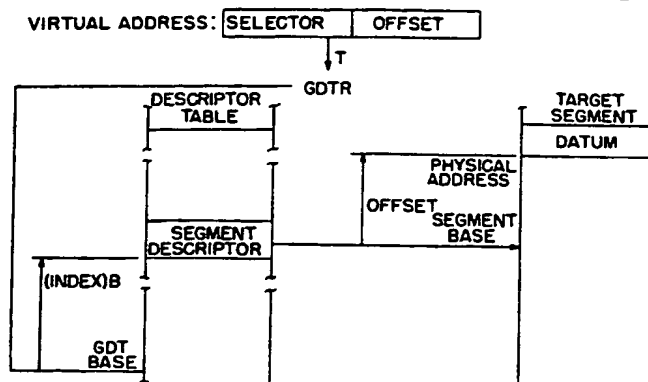 VIRTUAL ADDRESS: SELECTOR OFFSET
T
GDTR
DESCRIPTOR
TABLE
TARGET
SEGMENT
DATUM
PHYSICAL
ADDRESS
OFFSET
SEGMENT
BASE
SEGMENT
DESCRIPTOR
(INDEX)B
GDT
BASE